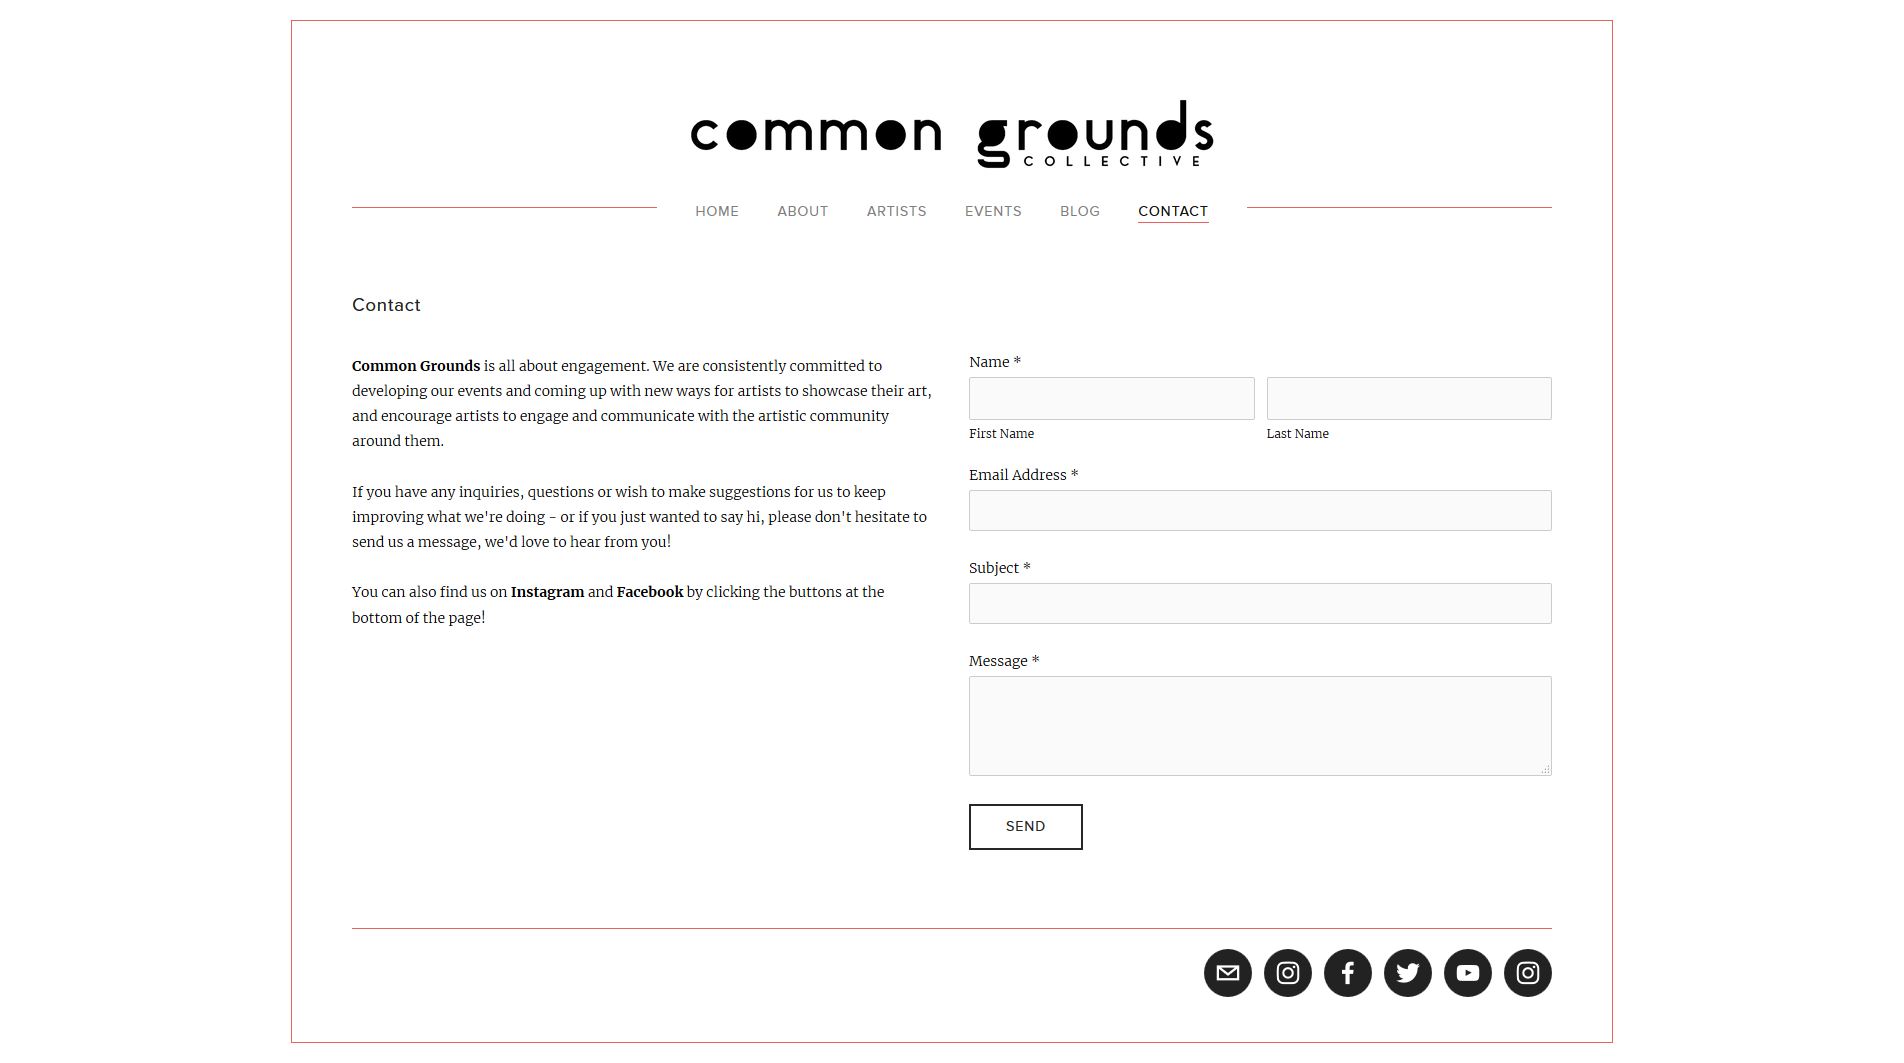 common grounds
COLLECTIVE
HOME ABOUT ARTISTS EVENTS BLOG CONTACT
Contact
Common Grounds is all about engagement. We are consistently committed to
developing our events and coming up with new ways for artists to showcase their art,
and encourage artists to engage and communicate with the artistic community
around them.
If you have any inquiries, questions or wish to make suggestions for us to keep
improving what we're doing - or if you just wanted to say hi, please don't hesitate to
send us a message, we'd love to hear from you!
You can also find us on Instagram and Facebook by clicking the buttons at the
bottom of the page!
Name *
First Name Last Name
Email Address *
Subject *
Message *
SEND